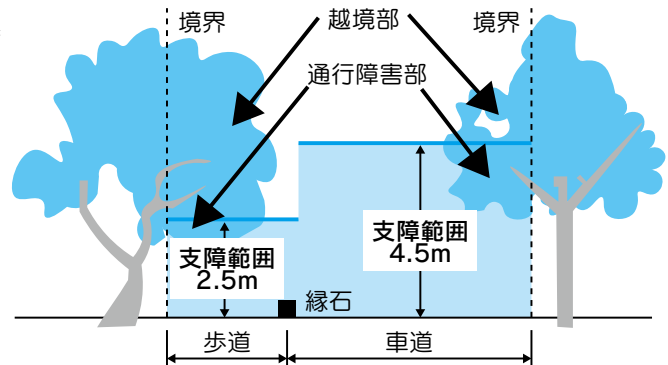 境界
越境部
境界
通行障害部
支障範囲
2.5m
支障範囲
4.5m
縁石
歩道
車道